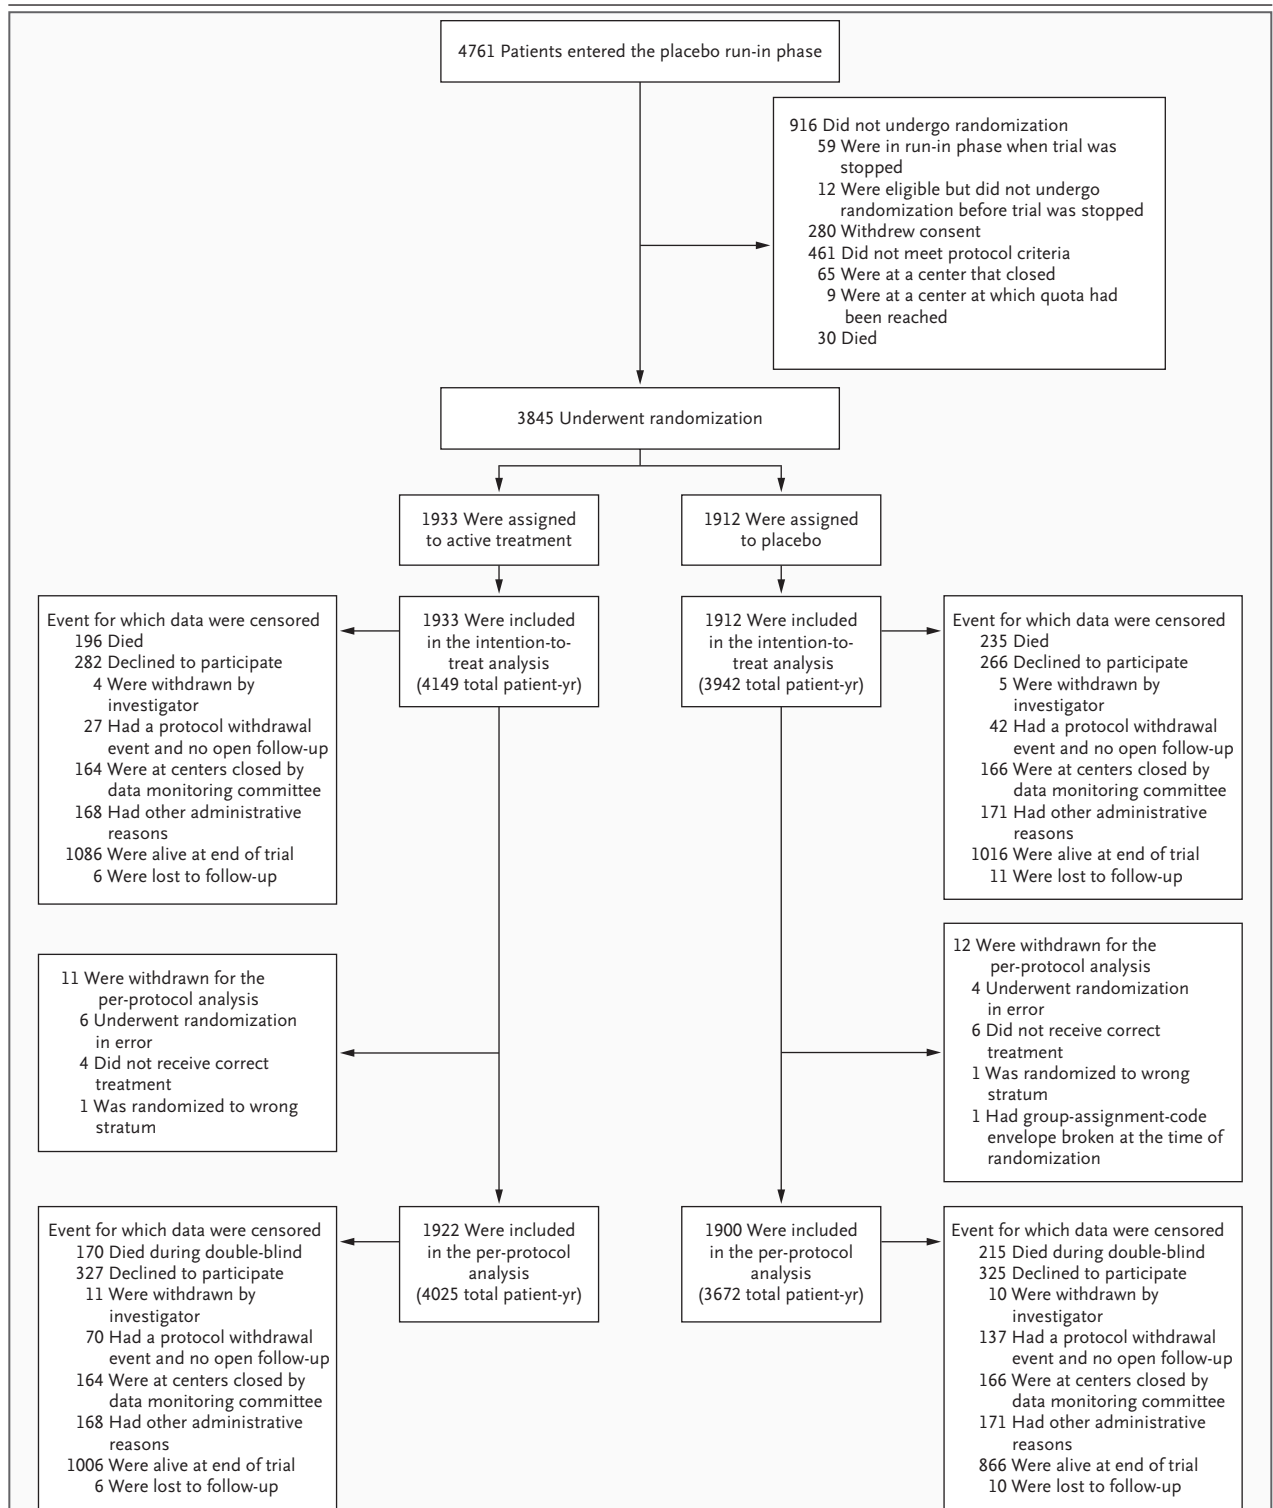 4761 Patients entered the placebo run-in phase
916 Did not undergo randomization
59 Were in run-in phase when trial was
stopped
12 Were eligible but did not undergo
randomization before trial was stopped
280 Withdrew consent
461 Did not meet protocol criteria
65 Were at a center that closed
9 Were at a center at which quota had
been reached
30 Died
3845 Underwent randomization
1933 Were assigned
to active treatment
1912 Were assigned
to placebo
Event for which data were censored
196 Died
282 Declined to participate
4 Were withdrawn by
investigator
27 Had a protocol withdrawal
event and no open follow-up
164 Were at centers closed by
data monitoring committee
168 Had other administrative
reasons
1086 Were alive at end of trial
6 Were lost to follow-up
1933 Were included
in the intention-to-
treat analysis
(4149 total patient-yr)
1912 Were included
in the intention-to-
treat analysis
(3942 total patient-yr)
Event for which data were censored
235 Died
266 Declined to participate
5 Were withdrawn by
investigator
42 Had a protocol withdrawal
event and no open follow-up
166 Were at centers closed by
data monitoring committee
171 Had other administrative
reasons
1016 Were alive at end of trial
11 Were lost to follow-up
11 Were withdrawn for the
per-protocol analysis
6 Underwent randomization
in error
4 Did not receive correct
treatment
1 Was randomized to wrong
stratum
12 Were withdrawn for the
per-protocol analysis
4 Underwent randomization
in error
6 Did not receive correct
treatment
1 Was randomized to wrong
stratum
1 Had group-assignment-code
envelope broken at the time of
randomization
Event for which data were censored
170 Died during double-blind
327 Declined to participate
11 Were withdrawn by
investigator
70 Had a protocol withdrawal
event and no open follow-up
164 Were at centers closed by
data monitoring committee
168 Had other administrative
reasons
1006 Were alive at end of trial
6 Were lost to follow-up
1922 Were included
in the per-protocol
analysis
(4025 total patient-yr)
1900 Were included
in the per-protocol
analysis
(3672 total patient-yr)
Event for which data were censored
215 Died during double-blind
325 Declined to participate
10 Were withdrawn by
investigator
137 Had a protocol withdrawal
event and no open follow-up
166 Were at centers closed by
data monitoring committee
171 Had other administrative
reasons
866 Were alive at end of trial
10 Were lost to follow-up